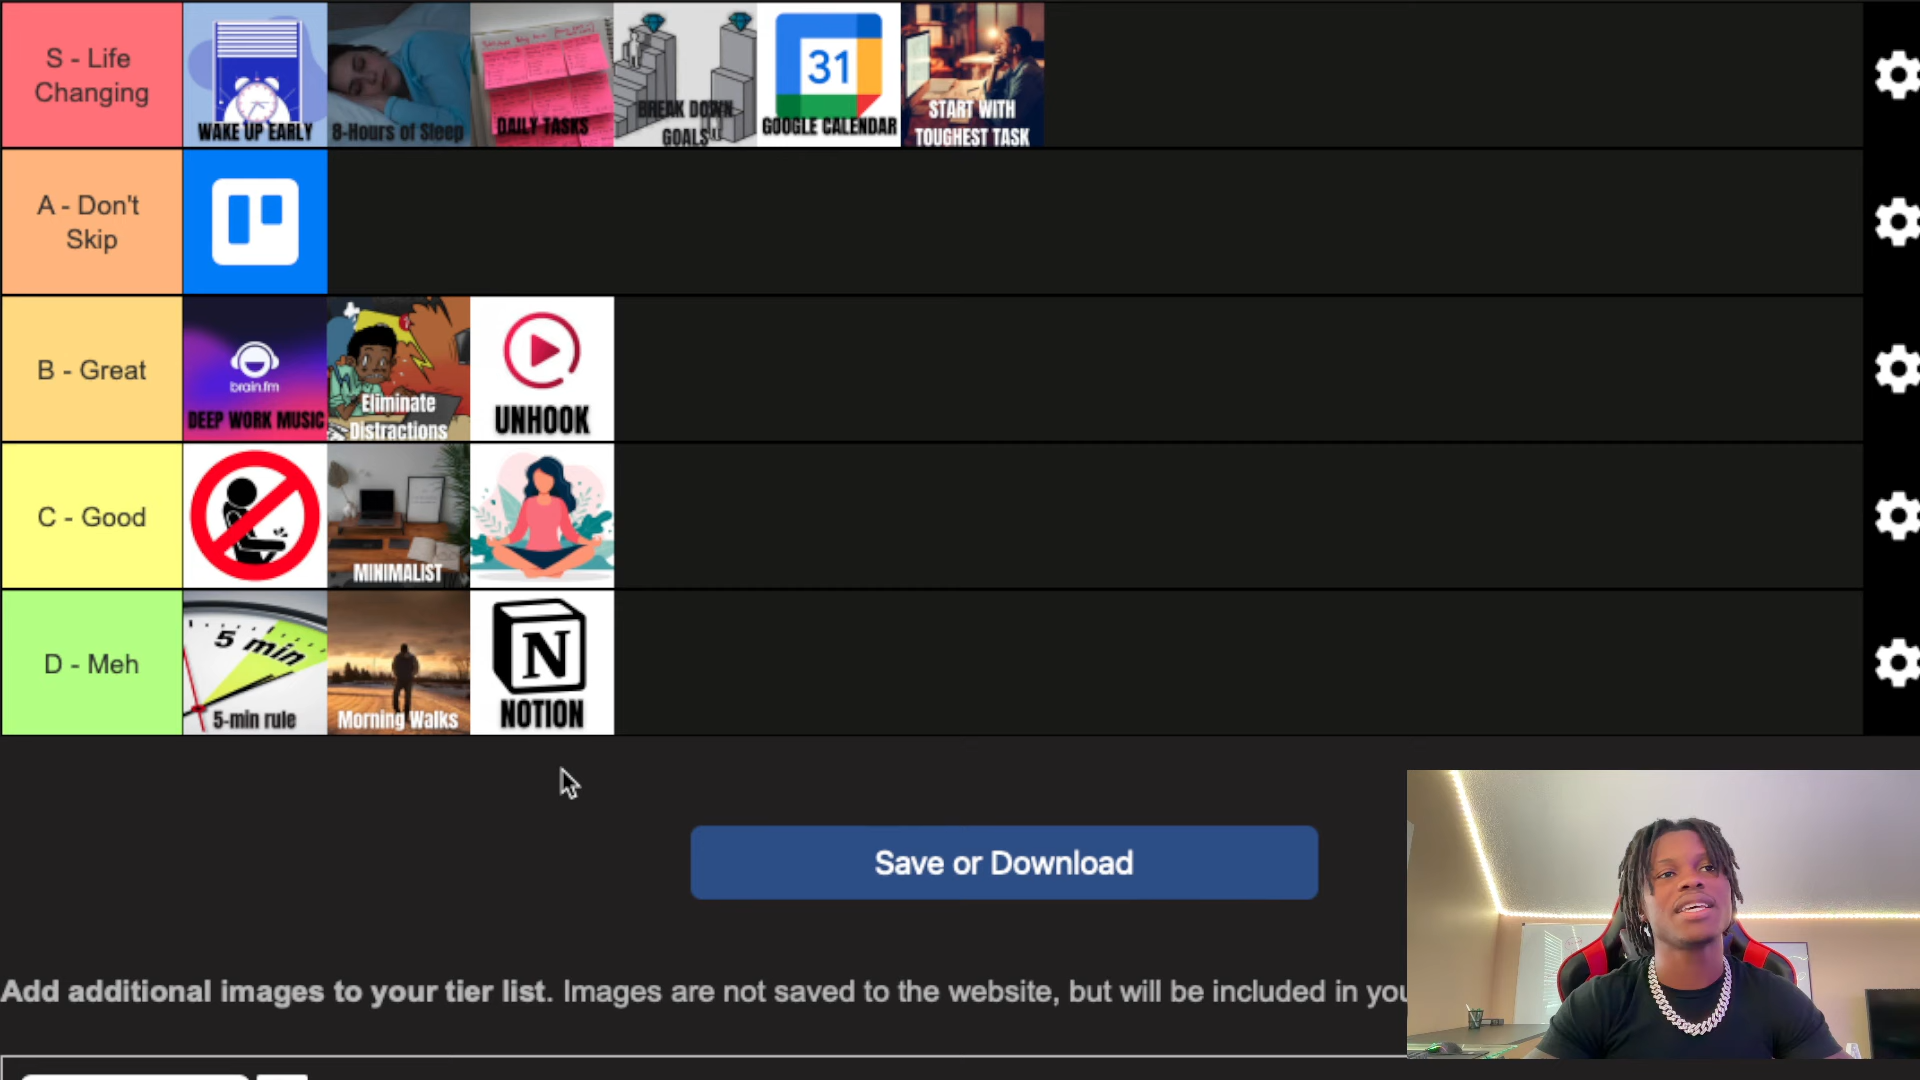 S - Life
Changing
WAKE UP EARLY
8-Hours of Sleep
DAILY TASKS
BREAK DOWN
GOALS
31
GOOGLE CALENDAR
START WITH
TOUGHEST TASK
A - Don't
Skip
B - Great
brain.fm
DEEP WORK MUSIC
Eliminate
Distractions
UNHOOK
C - Good
MINIMALIST
D - Meh
5 min
5-min rule
Morning Walks
N
NOTION
Save or Download
Add additional images to your tier list. Images are not saved to the website, but will be included in you